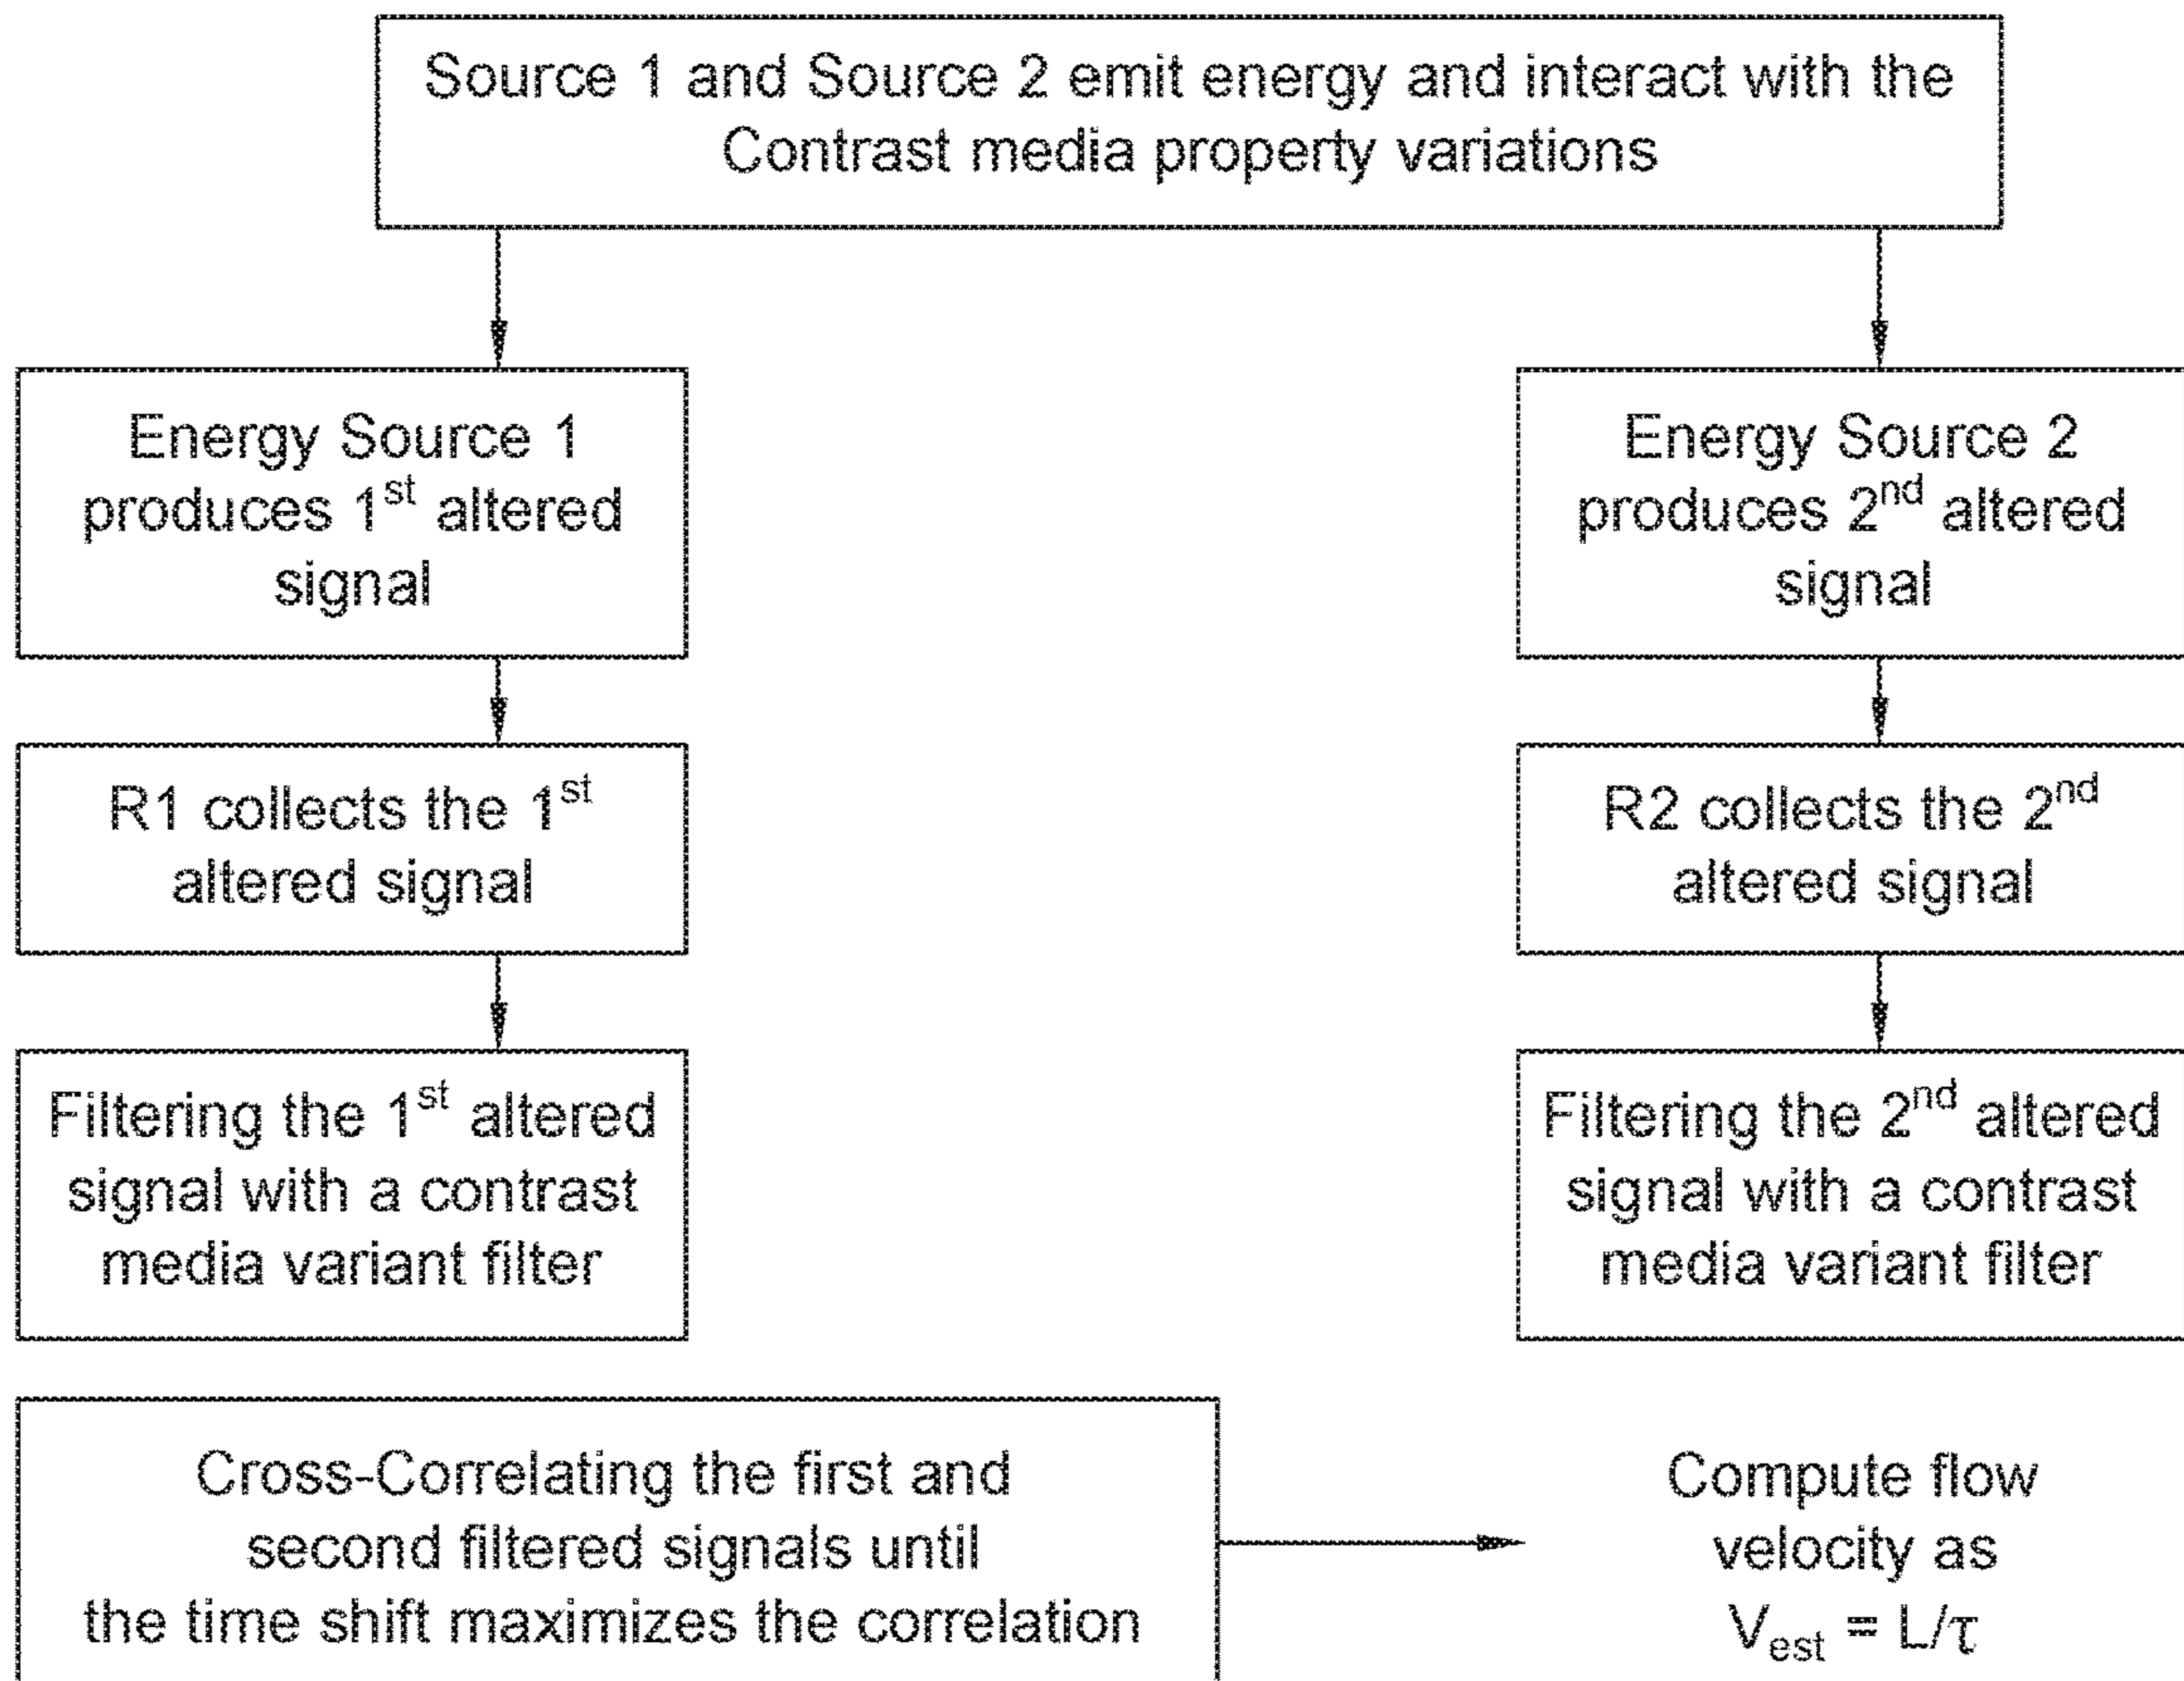 Source 1 and Source 2 emit energy and interact with the
Contrast media property variations
Energy Source 1
produces 1st altered
signal
Energy Source 2
produces 2nd altered
signal
R1 collects the 1st
altered signal
R2 collects the 2nd
altered signal
Filtering the 1st altered
signal with a contrast
media variant filter
Filtering the 2nd altered
signal with a contrast
media variant filter
Cross-Correlating the first and
second filtered signals until
the time shift maximizes the correlation
Compute flow
velocity as
Vest = L/τ